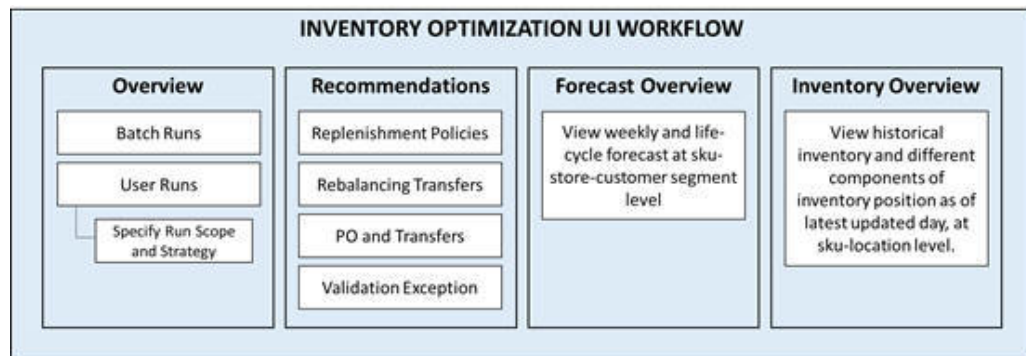 INVENTORY OPTIMIZATION UI WORKFLOW
Overview
Batch Runs
User Runs
Specify Run Scope
and Strategy
Recommendations
Replenishment Policies
Rebalancing Transfers
PO and Transfers
Validation Exception
Forecast Overview
View weekly and life-
cycle forecast at sku-
store-customer segment
level
Inventory Overview
View historical
inventory and different
components of
inventory position as of
latest updated day, at
sku-location level.